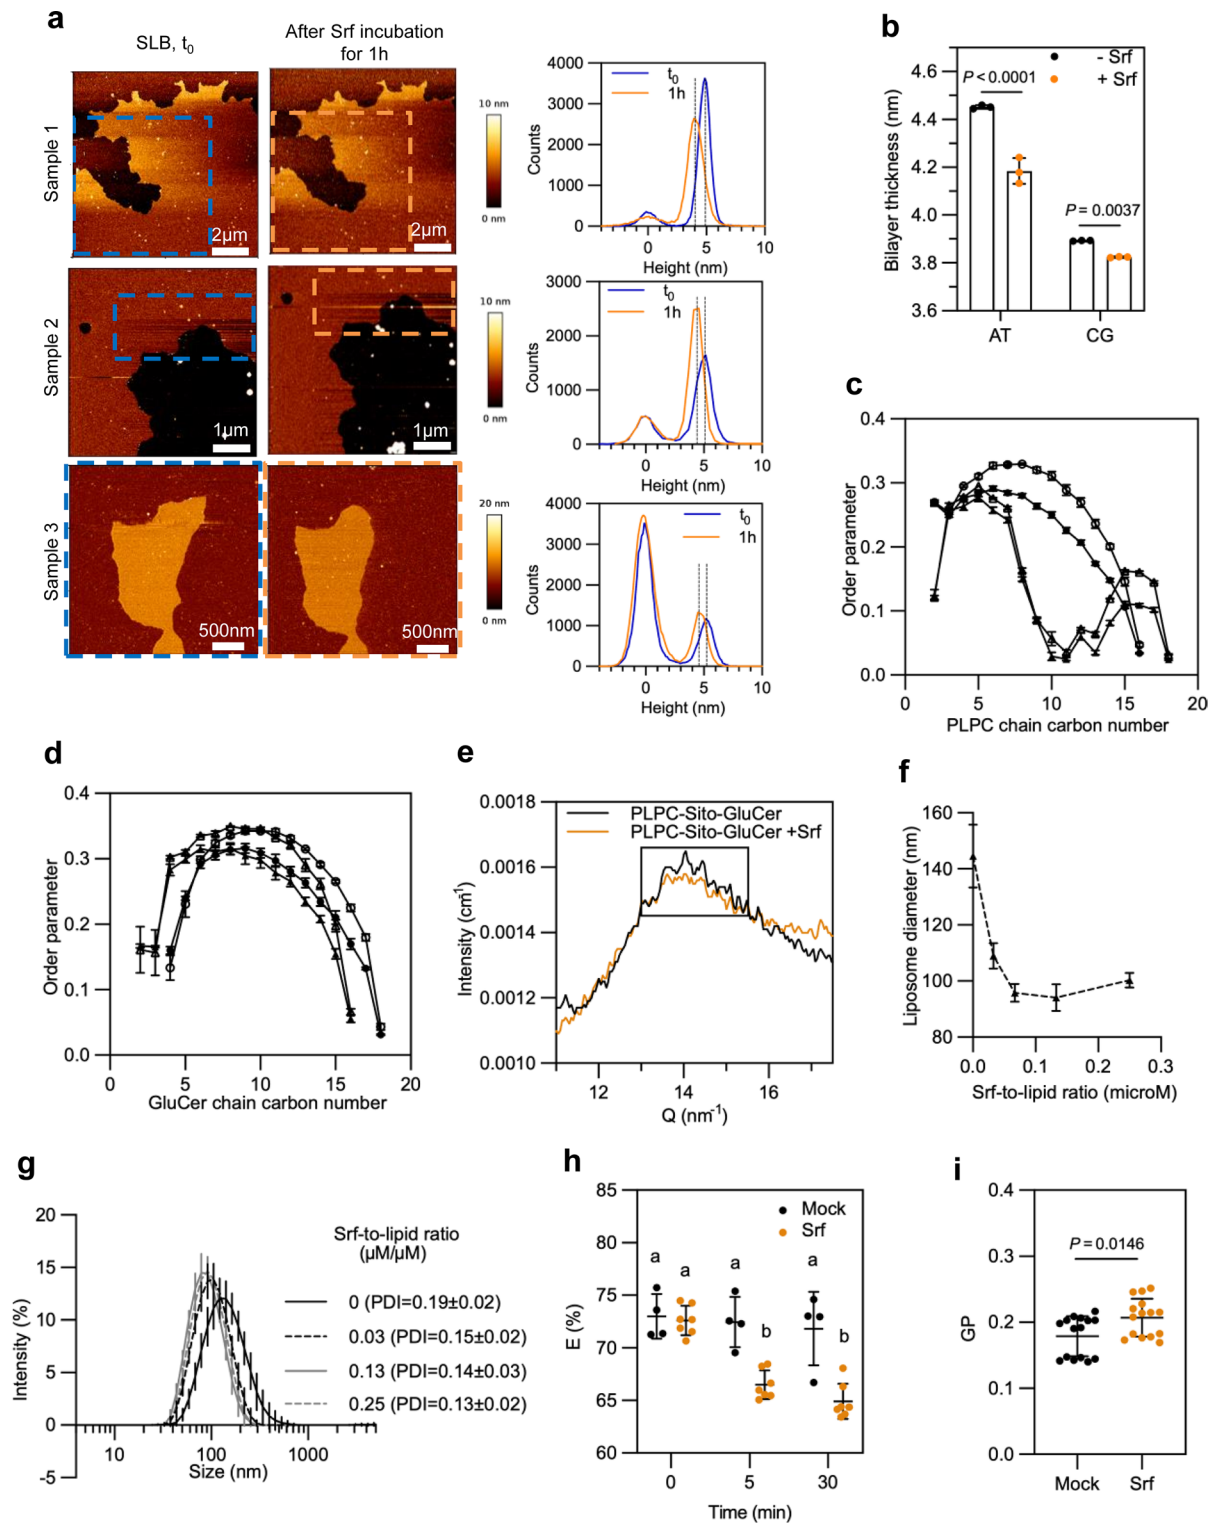 a
SLB, t0
After Srf incubation
for 1h
Sample 1
2µm
2µm
10 nm
0 nm
Counts
4000
3000
2000
1000
0
t0
1h
0
5
10
Height (nm)
Sample 2
1µm
1µm
10 nm
0 nm
Counts
3000
2000
1000
0
t0
1h
0
5
10
Height (nm)
Sample 3
500nm
500nm
20 nm
0 nm
Counts
4000
3000
2000
1000
0
t0
1h
0
5
10
Height (nm)
b
Bilayer thickness (nm)
4.6
4.4
4.2
4.0
3.8
3.6
- Srf
+ Srf
P < 0.0001
P = 0.0037
AT
CG
c
Order parameter
0.4
0.3
0.2
0.1
0.0
0
5
10
15
20
PLPC chain carbon number
d
Order parameter
0.4
0.3
0.2
0.1
0.0
0
5
10
15
20
GluCer chain carbon number
e
Intensity (cm-1)
0.0018
0.0016
0.0014
0.0012
0.0010
PLPC-Sito-GluCer
PLPC-Sito-GluCer +Srf
12
14
16
Q (nm-1)
f
Liposome diameter (nm)
160
140
120
100
80
0.0
0.1
0.2
0.3
Srf-to-lipid ratio (microM)
g
Intensity (%)
20
15
10
5
0
-5
10
100
1000
Size (nm)
Srf-to-lipid ratio
(µM/µM)
0 (PDI=0.19±0.02)
0.03 (PDI=0.15±0.02)
0.13 (PDI=0.14±0.03)
0.25 (PDI=0.13±0.02)
h
E (%)
85
80
75
70
65
60
Mock
Srf
a
a
a
b
a
b
0
5
30
Time (min)
i
GP
0.4
0.3
0.2
0.1
0.0
P = 0.0146
Mock
Srf